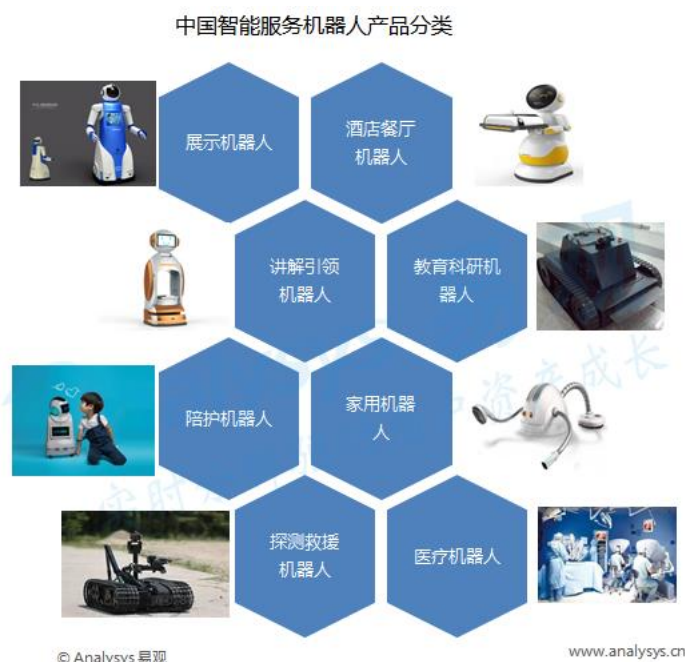 中国智能服务机器人产品分类
展示机器人
酒店餐厅
机器人
讲解引领
机器人
教育科研机
器人
陪护机器人
家用机器
人
探测救援
机器人
医疗机器人
© Analysys 易观
www.analysys.cn